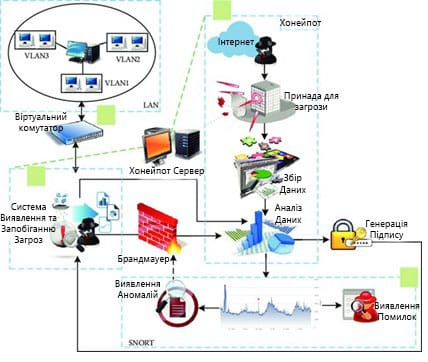 Хонейпот
Інтернет
VLAN3
VLAN2
VLAN1
LAN
Принада для
загрози
Віртуальний
комутатор
Хонейпот Сервер
Збір
Даних
Система
Виявлення та
Запобіганню
Загроз
Аналіз
Даних
Генерація
Підпису
Брандмауер
Виявлення
Аномалій
Виявлення
Помилок
SNORT